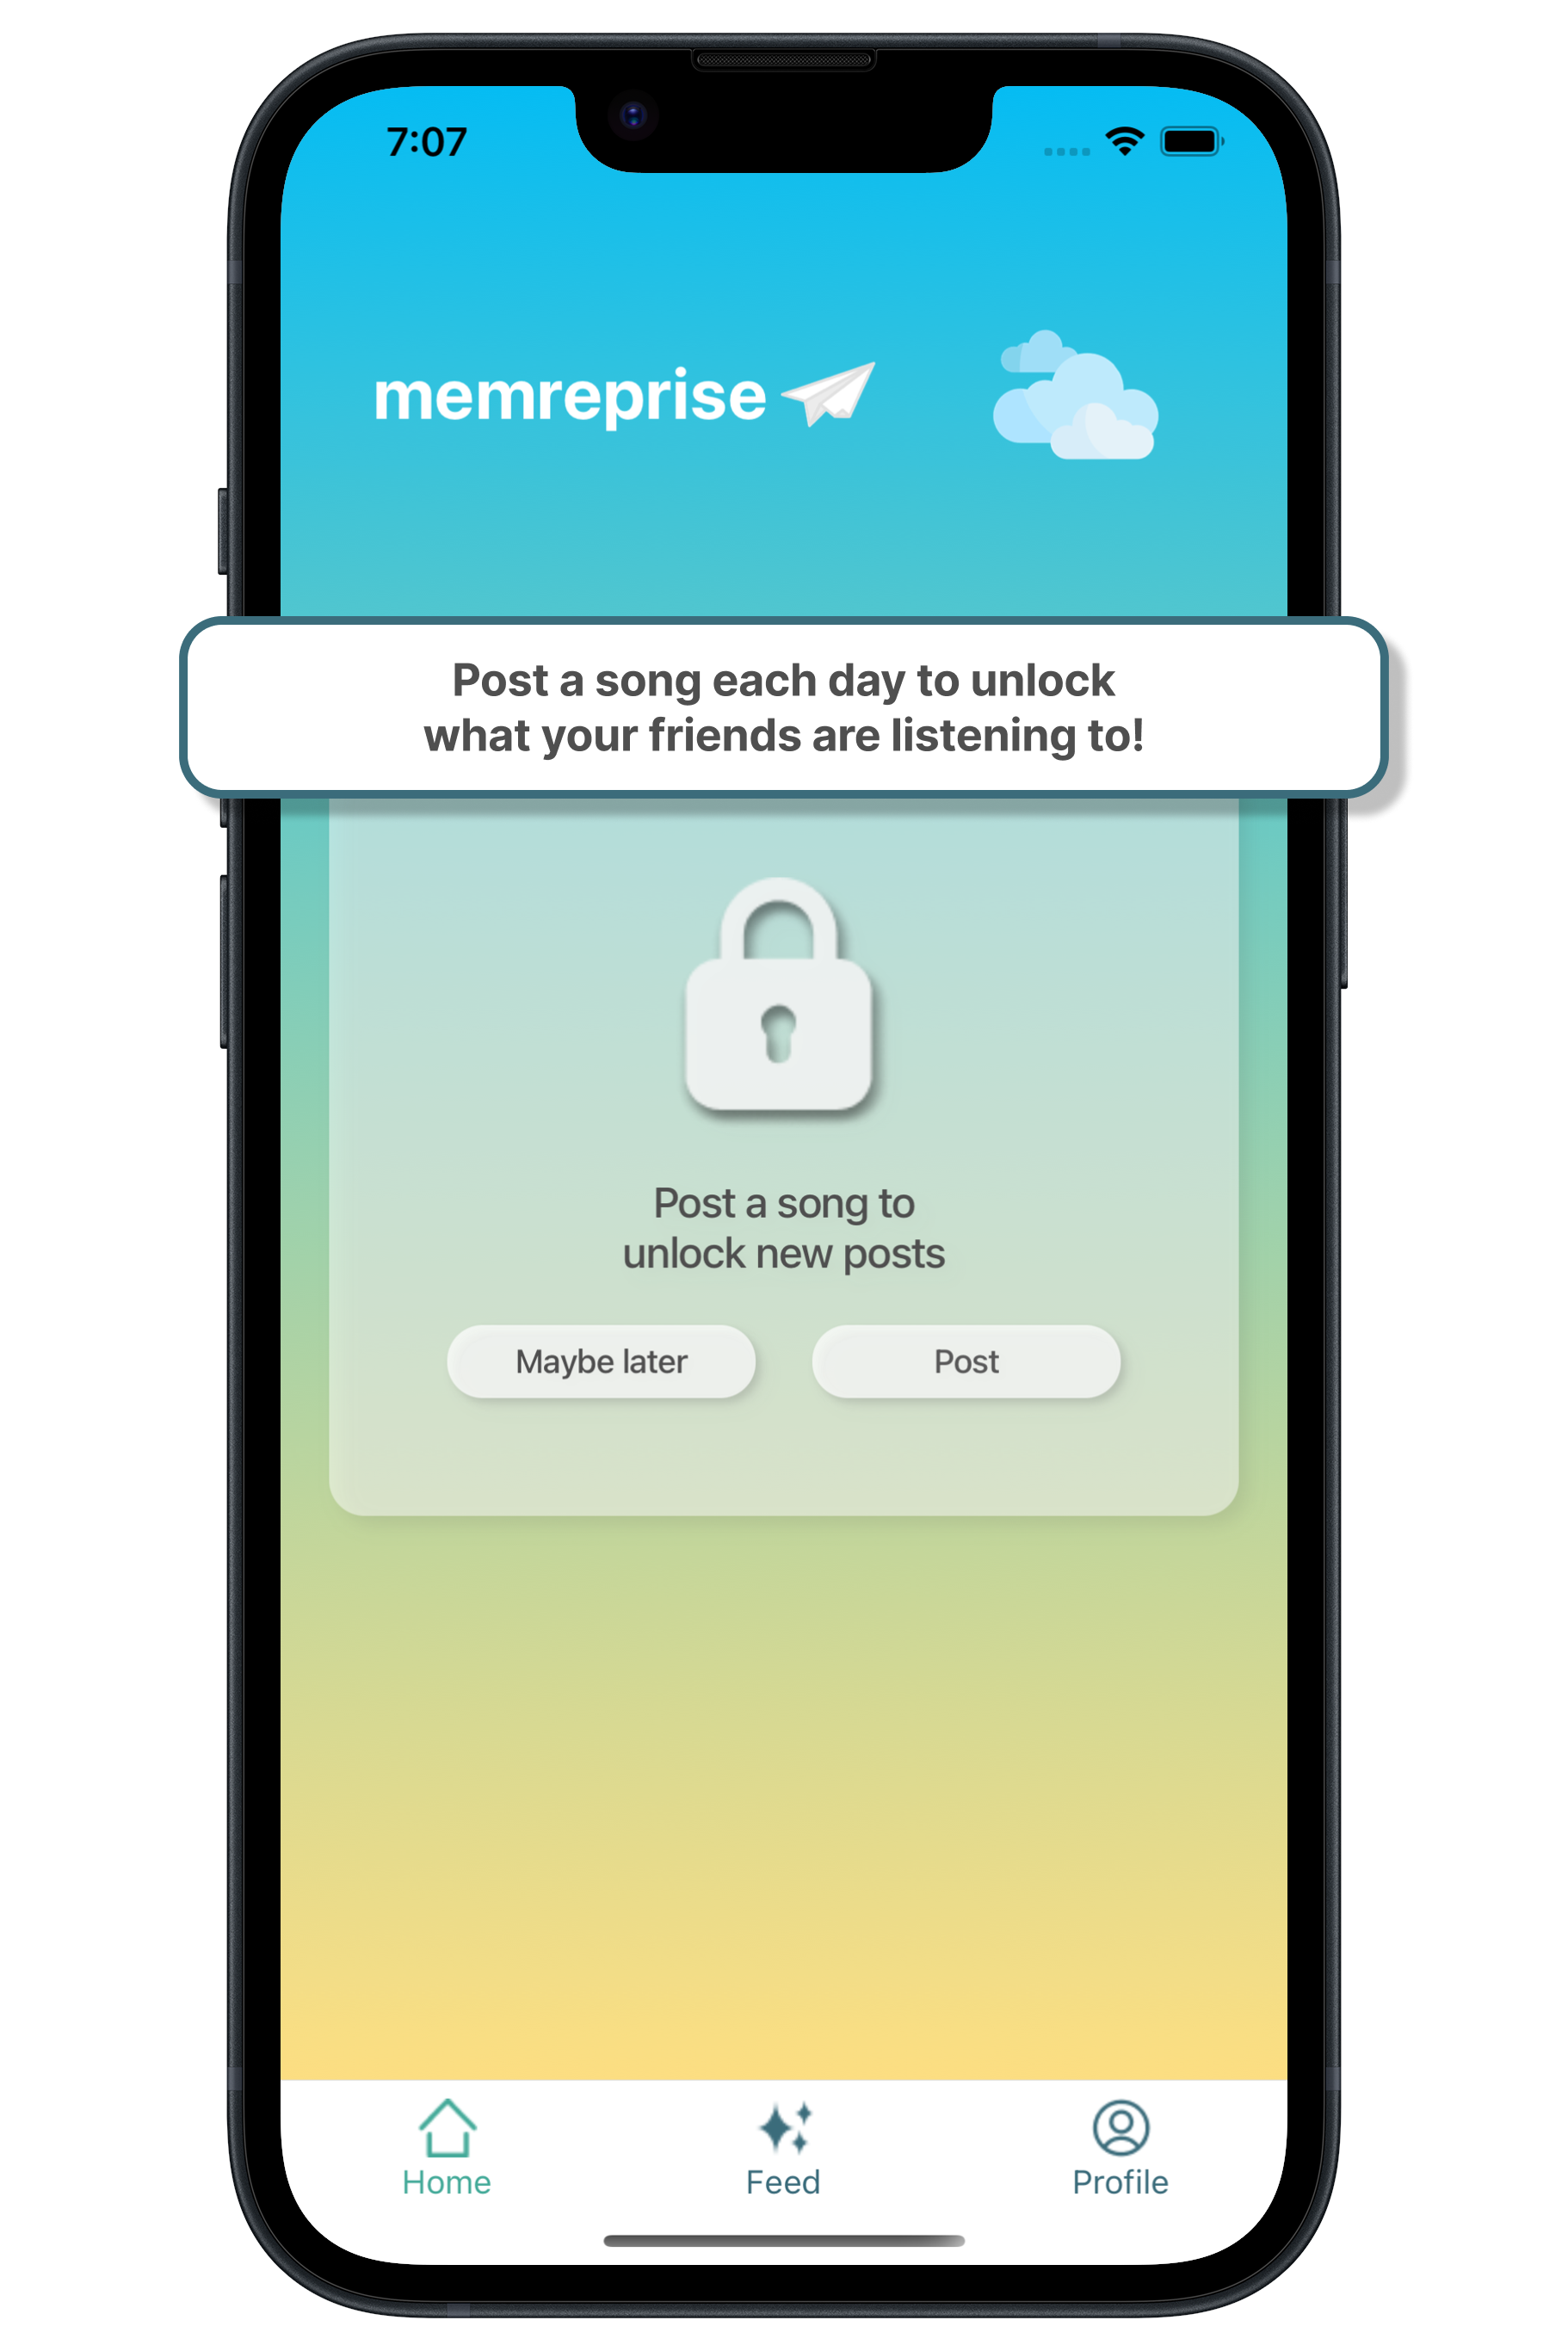 7:07
memreprise
Post a song each day to unlock
what your friends are listening to!
Post a song to
unlock new posts
Maybe later
Post
Home
Feed
Profile